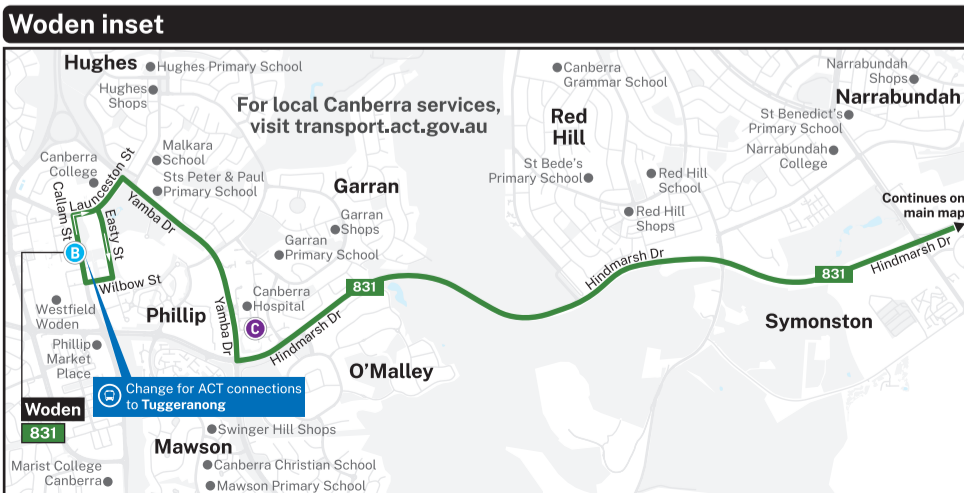 Woden inset
Hughes
Hughes Primary School
Hughes
Shops
For local Canberra services,
visit transport.act.gov.au
Canberra
Grammar School
Red
Hill
Narrabundah
Shops
Narrabundah
St Benedict's
Primary School
Narrabundah
College
Canberra
College
Malkara
School
Sts Peter & Paul
Primary School
Launceston St
Callam St
Easty St
Yamba Dr
Garran
Garran
Shops
Garran
Primary School
St Bede's
Primary School
Red Hill
School
Red Hill
Shops
Continues on
main map
B
Wilbow St
Westfield
Woden
Phillip
Phillip
Market
Place
Yamba Dr
Canberra
Hospital
C
831
Hindmarsh Dr
Hindmarsh Dr
831
Hindmarsh Dr
Symonston
O'Malley
Change for ACT connections
to Tuggeranong
Woden
831
Mawson
Swinger Hill Shops
Canberra Christian School
Mawson Primary School
Marist College
Canberra